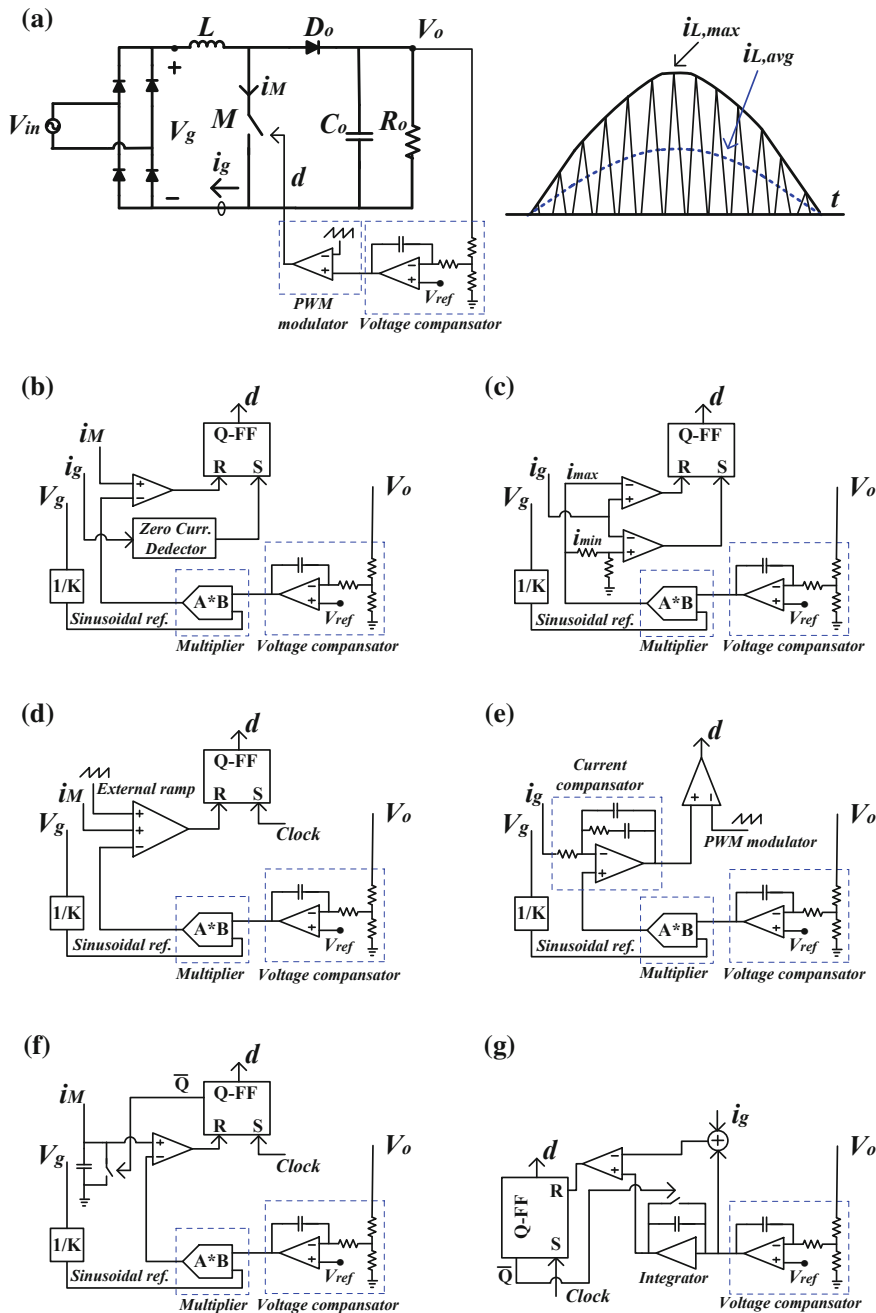 (a)
L
Do
Vo
iL,max
iL,avg
+
iM
Vin
Vg
M
Co
Ro
ig
d
t
−
−
+
−
+
Vref
PWM
modulator
Voltage compansator
(b)
d
iM
Q-FF
ig
+
−
R
S
Vg
Vo
Zero Curr.
Dedector
1/K
A*B
−
+
Vref
Sinusoidal ref.
Multiplier
Voltage compansator
(c)
d
Q-FF
ig
imax
−
+
R
S
Vg
Vo
imin
−
+
1/K
A*B
−
+
Vref
Sinusoidal ref.
Multiplier
Voltage compansator
(d)
d
External ramp
Q-FF
iM
+
+
−
R
S
Vg
Clock
Vo
1/K
A*B
−
+
Vref
Sinusoidal ref.
Multiplier
Voltage compansator
(e)
d
Current
compansator
ig
+
−
Vg
Vo
−
+
PWM modulator
1/K
A*B
−
+
Vref
Sinusoidal ref.
Multiplier
Voltage compansator
(f)
d
Q
iM
Q-FF
+
−
R
S
Vg
Clock
Vo
1/K
A*B
−
+
Vref
Sinusoidal ref.
Multiplier
Voltage compansator
(g)
ig
d
−
+
+
Vo
Q-FF
R
S
Q
−
+
Vref
Clock
Integrator
Voltage compansator